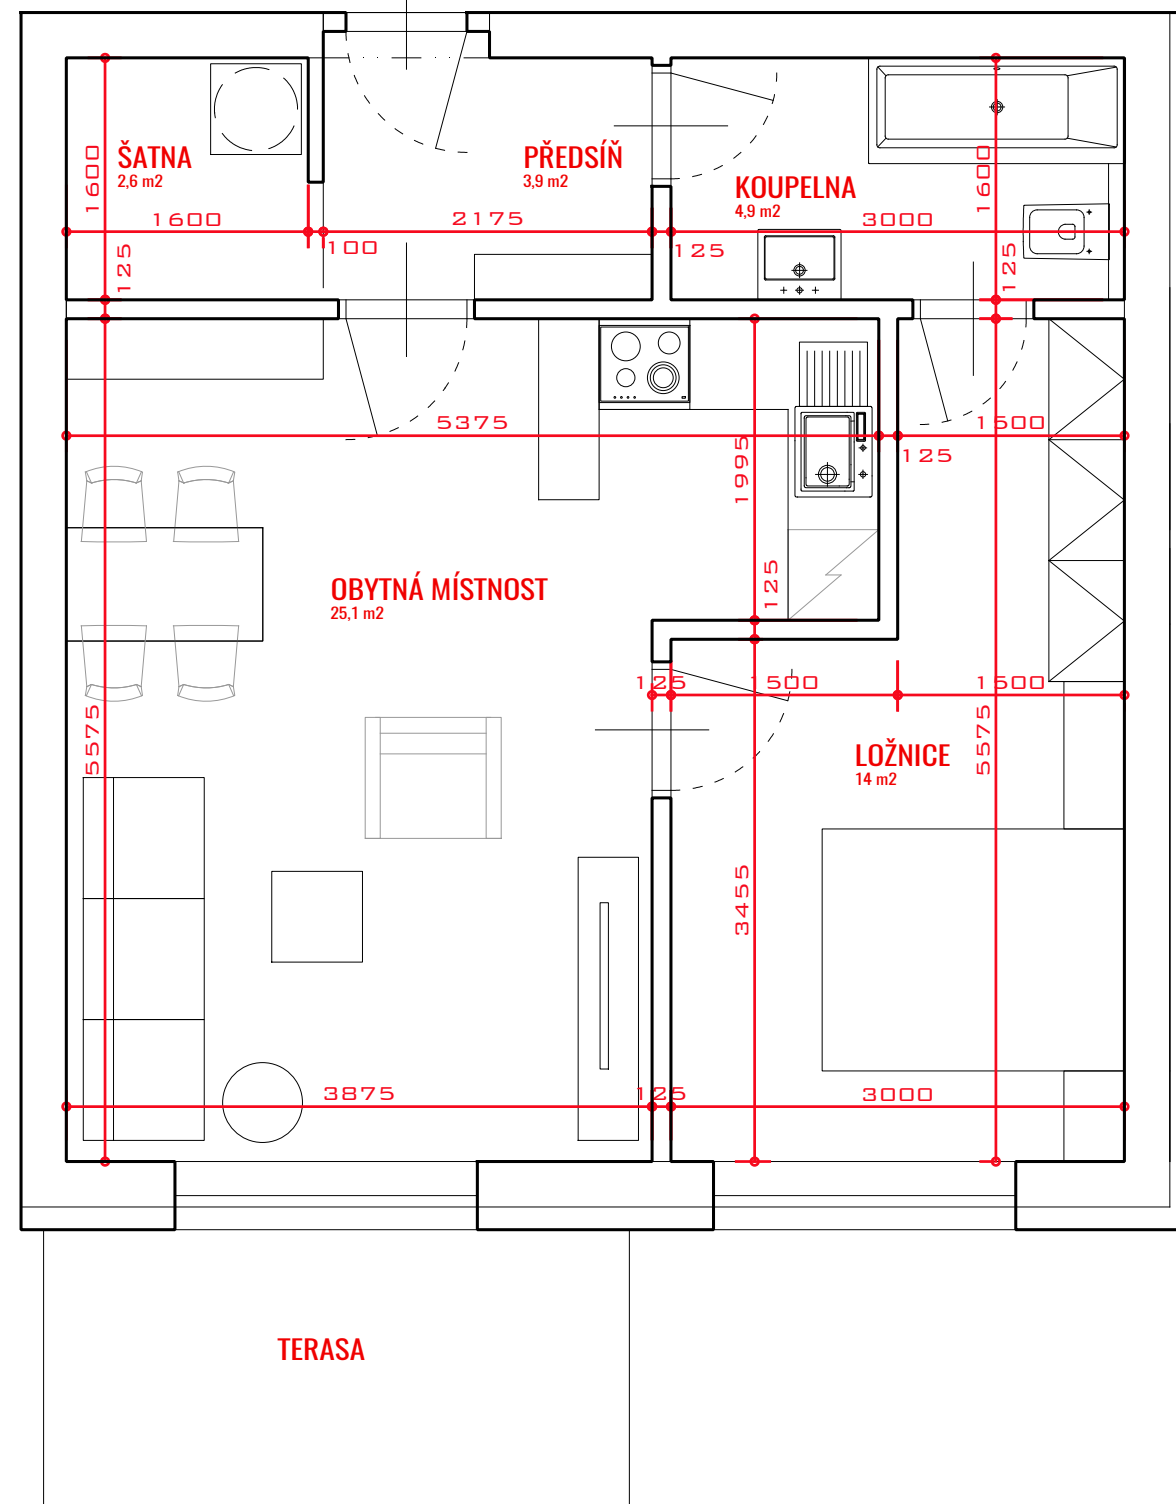 ŠATNA
2,6 m2
PŘEDSÍŇ
3,9 m2
KOUPELNA
4,9 m2
1600
1600
1600
2175
3000
100
125
125
125
5375
1500
125
1995
125
OBYTNÁ MÍSTNOST
25,1 m2
125
1500
1500
5575
5575
LOŽNICE
14 m2
3455
3875
125
3000
TERASA